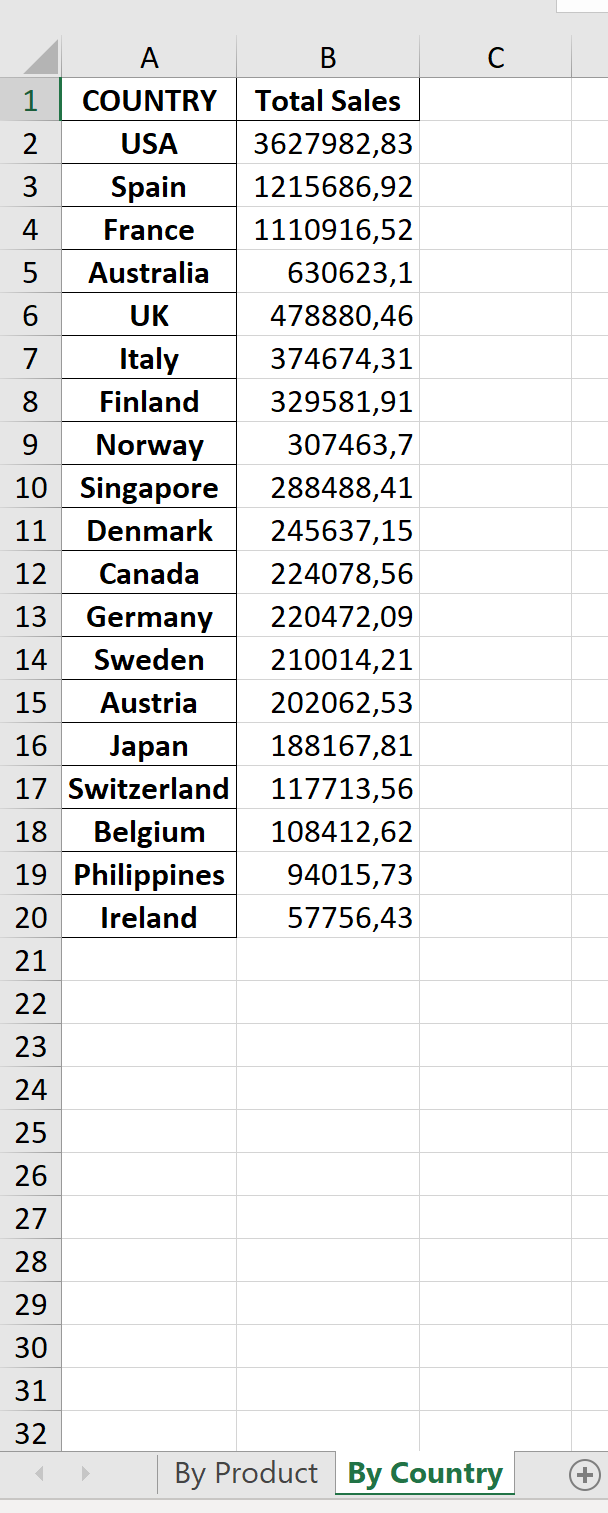 A B C
1 COUNTRY Total Sales
2 USA 3627982,83
3 Spain 1215686,92
4 France 1110916,52
5 Australia 630623,1
6 UK 478880,46
7 Italy 374674,31
8 Finland 329581,91
9 Norway 307463,7
10 Singapore 288488,41
11 Denmark 245637,15
12 Canada 224078,56
13 Germany 220472,09
14 Sweden 210014,21
15 Austria 202062,53
16 Japan 188167,81
17 Switzerland 117713,56
18 Belgium 108412,62
19 Philippines 94015,73
20 Ireland 57756,43
21
22
23
24
25
26
27
28
29
30
31
32
By Product By Country